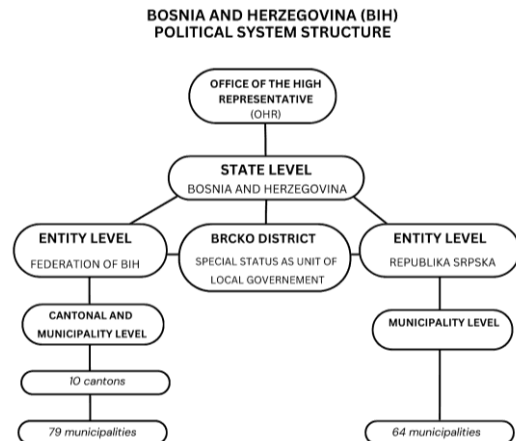 BOSNIA AND HERZEGOVINA (BIH)
POLITICAL SYSTEM STRUCTURE
OFFICE OF THE HIGH
REPRESENTATIVE
(OHR)
STATE LEVEL
BOSNIA AND HERZEGOVINA
ENTITY LEVEL
FEDERATION OF BIH
BRCKO DISTRICT
SPECIAL STATUS AS UNIT OF
LOCAL GOVERNEMENT
ENTITY LEVEL
REPUBLIKA SRPSKA
CANTONAL AND
MUNICIPALITY LEVEL
MUNICIPALITY LEVEL
10 cantons
79 municipalities
64 municipalities